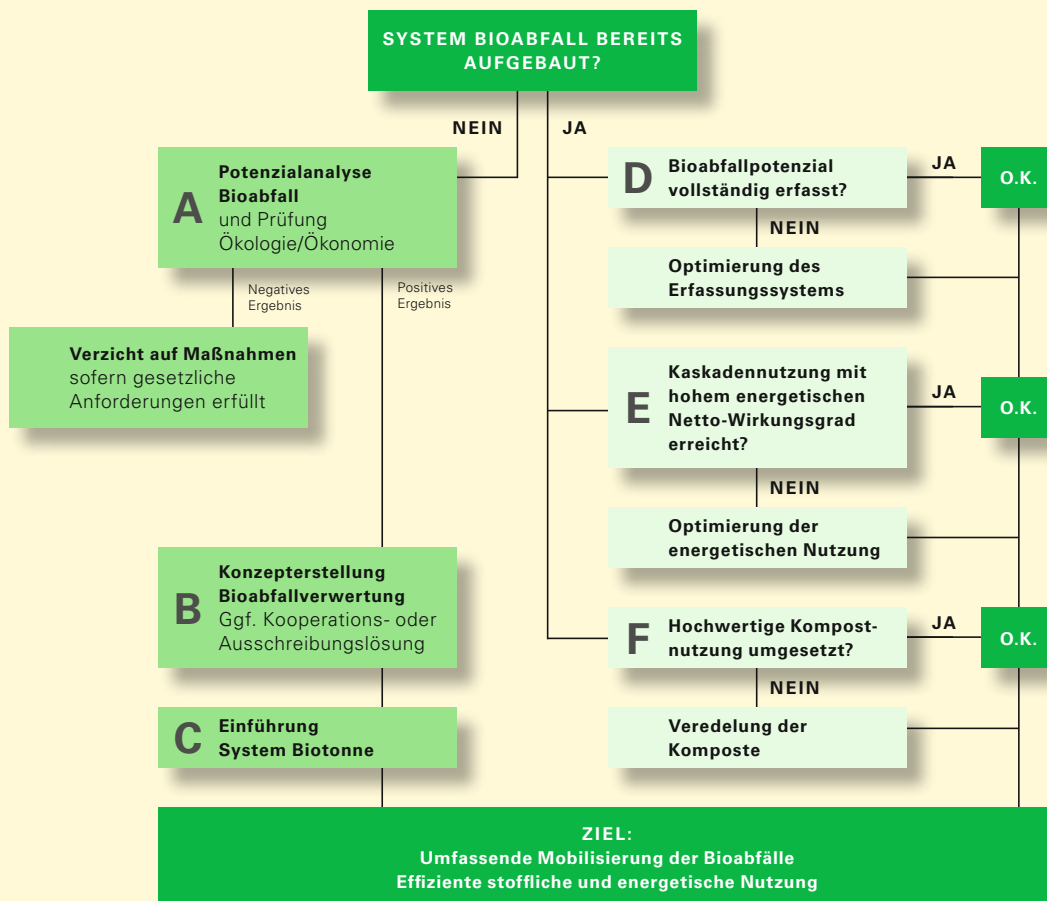 SYSTEM BIOABFALL BEREITS
AUFGEBAUT?
NEIN
JA
A
Potenzialanalyse
Bioabfall
und Prüfung
Ökologie/Ökonomie
Negatives
Ergebnis
Positives
Ergebnis
Verzicht auf Maßnahmen
sofern gesetzliche
Anforderungen erfüllt
B
Konzepterstellung
Bioabfallverwertung
Ggf. Kooperations- oder
Ausschreibungslösung
C
Einführung
System Biotonne
D
Bioabfallpotenzial
vollständig erfasst?
JA
O.K.
NEIN
Optimierung des
Erfassungssystems
E
Kaskadennutzung mit
hohem energetischen
Netto-Wirkungsgrad
erreicht?
JA
O.K.
NEIN
Optimierung der
energetischen Nutzung
F
Hochwertige Kompost-
nutzung umgesetzt?
JA
O.K.
NEIN
Veredelung der
Komposte
ZIEL:
Umfassende Mobilisierung der Bioabfälle
Effiziente stoffliche und energetische Nutzung